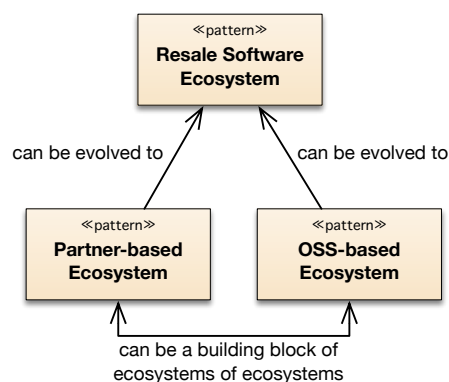 ≪pattern≫
Resale Software
Ecosystem
can be evolved to
can be evolved to
≪pattern≫
Partner-based
Ecosystem
≪pattern≫
OSS-based
Ecosystem
can be a building block of
ecosystems of ecosystems